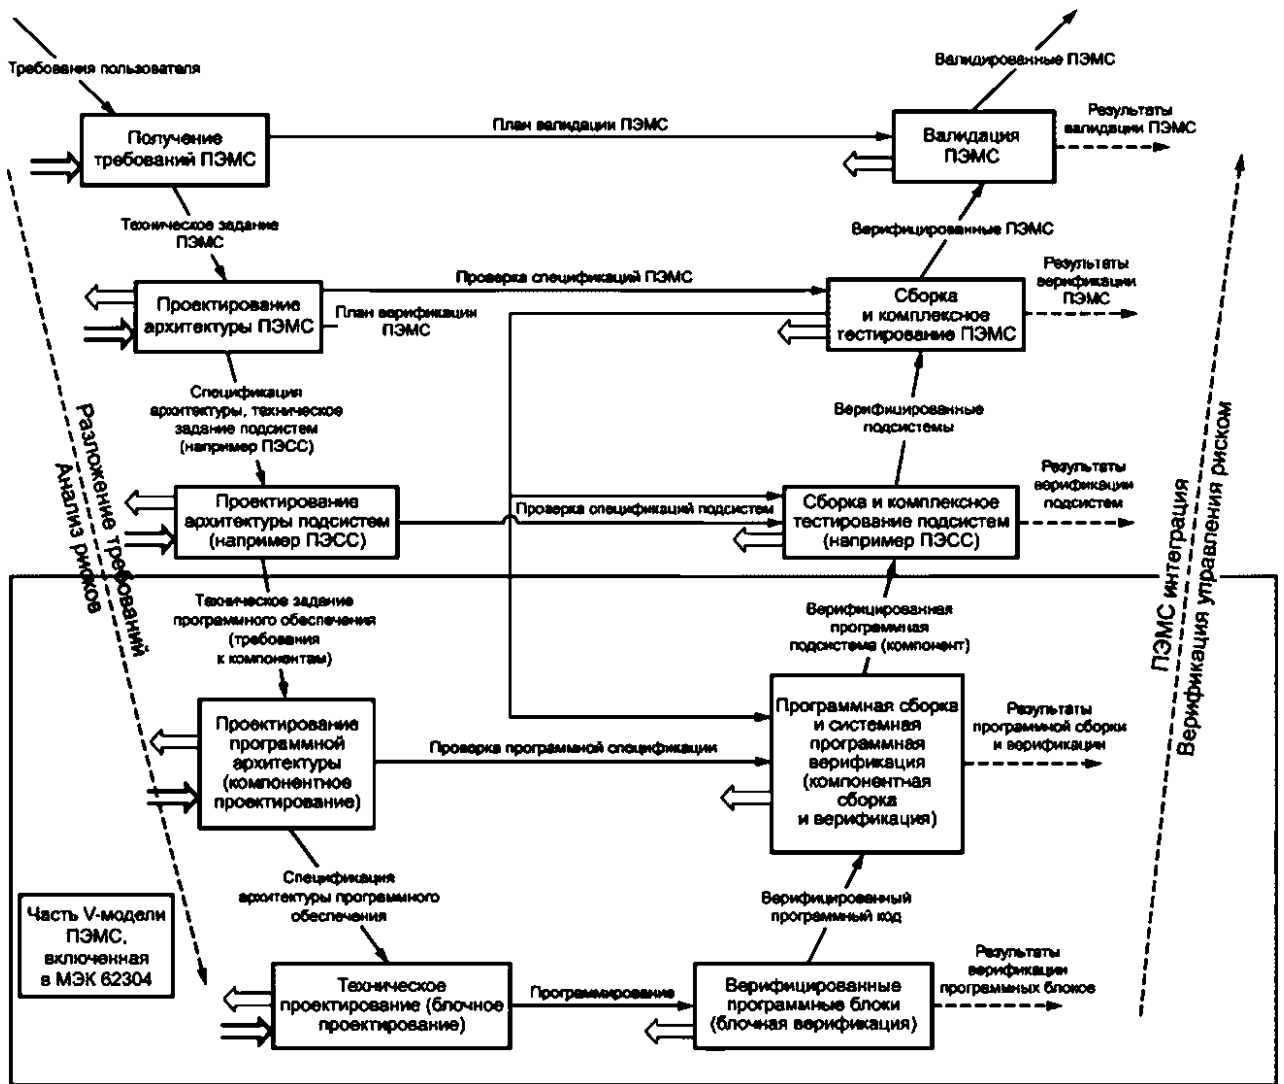 Требования пользователя
Валидированные ПЭМС
Получение
требований ПЭМС
План валидации ПЭМС
Валидация
ПЭМС
Результаты
валидации ПЭМС
Техническое задание
ПЭМС
Верифицированные ПЭМС
Проектирование
архитектуры ПЭМС
Проверка спецификаций ПЭМС
План верификации
ПЭМС
Сборка
и комплексное
тестирование ПЭМС
Результаты
верификации
ПЭМС
Спецификация
архитектуры, техническое
задание подсистем
(например ПЭСС)
Верифицированные
подсистемы
Разложение требований
Анализ рисков
ПЭМС интеграция
Верификация управления риском
Проектирование
архитектуры подсистем
(например ПЭСС)
Проверка спецификаций подсистем
Сборка и комплексное
тестирование подсистем
(например ПЭСС)
Результаты
верификации
подсистем
Техническое задание
программного обеспечения
(требования
к компонентам)
Верифицированная
программная
подсистема (компонент)
Проектирование
программной
архитектуры
(компонентное
проектирование)
Проверка программной спецификации
Программная сборка
и системная
программная
верификация
(компонентная
сборка
и верификация)
Результаты
программной сборки
и верификации
Спецификация
архитектуры программного
обеспечения
Верифицированный
программный код
Часть V-модели
ПЭМС,
включенная
в МЭК 62304
Техническое
проектирование (блочное
проектирование)
Программирование
Верифицированные
программные блоки
(блочная верификация)
Результаты
верификации
программных блоков